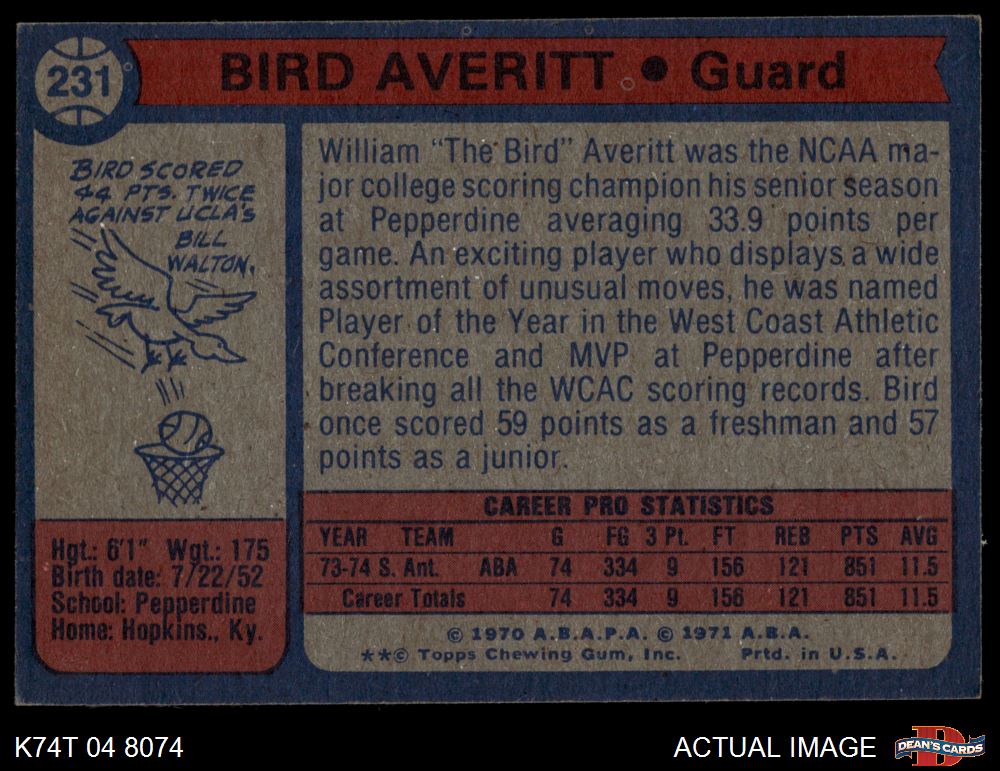 231
BIRD AVERITT • Guard
BIRD SCORED
44 PTS. TWICE
AGAINST UCLA'S
BILL
WALTON.
William "The Bird" Averitt was the NCAA ma-
jor college scoring champion his senior season
at Pepperdine averaging 33.9 points per
game. An exciting player who displays a wide
assortment of unusual moves, he was named
Player of the Year in the West Coast Athletic
Conference and MVP at Pepperdine after
breaking all the WCAC scoring records. Bird
once scored 59 points as a freshman and 57
points as a junior.
Hgt.: 6'1" Wgt.: 175
Birth date: 7/22/52
School: Pepperdine
Home: Hopkins., Ky.
CAREER PRO STATISTICS
YEAR TEAM G FG 3 Pt. FT REB PTS AVG
73-74 S. Ant. ABA 74 334 9 156 121 851 11.5
Career Totals 74 334 9 156 121 851 11.5
© 1970 A.B.A.P.A. © 1971 A.B.A.
**© Topps Chewing Gum, Inc. Prtd. in U.S.A.
K74T 04 8074
ACTUAL IMAGE
D
DEAN'S CARDS